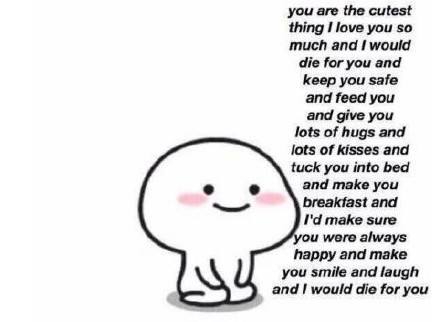 you are the cutest
thing I love you so
much and I would
die for you and
keep you safe
and feed you
and give you
lots of hugs and
lots of kisses and
tuck you into bed
and make you
breakfast and
I'd make sure
you were always
happy and make
you smile and laugh
and I would die for you